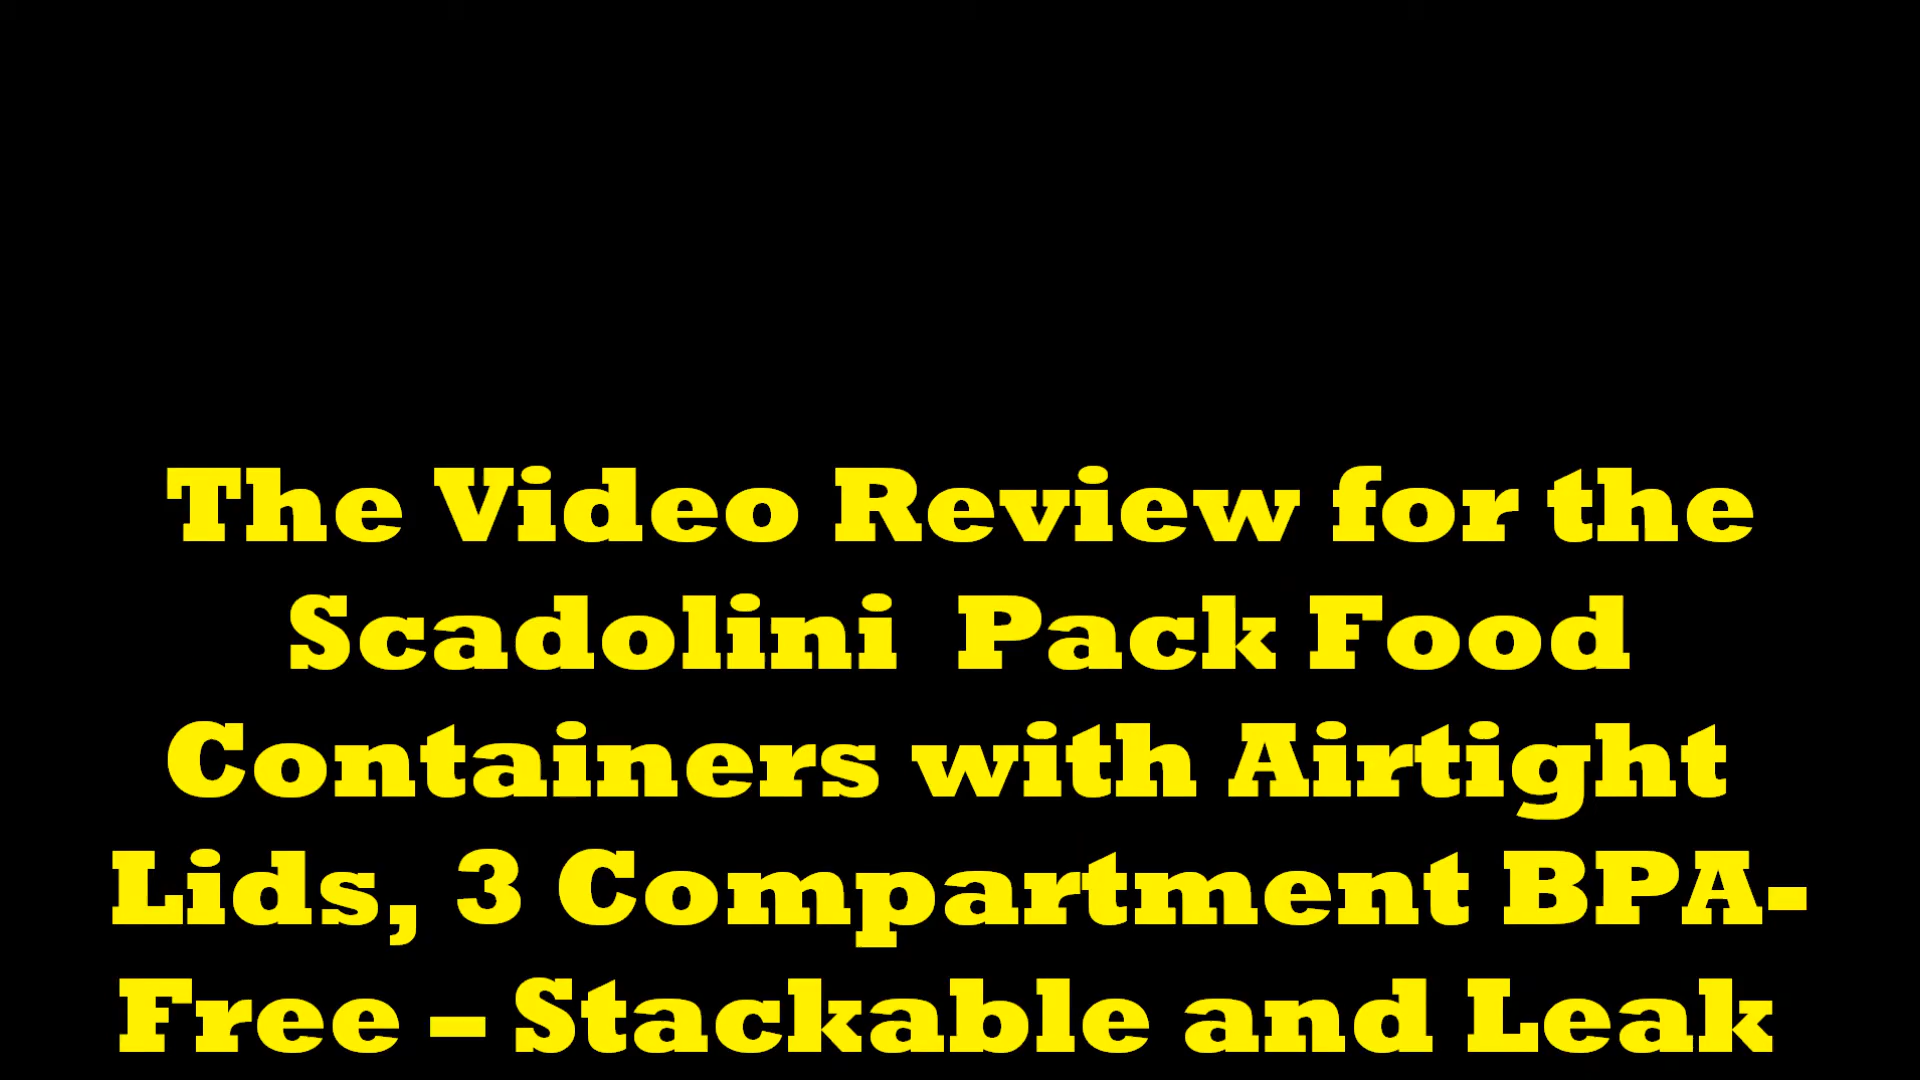 The Video Review for the
Scadolini  Pack Food
Containers with Airtight
Lids, 3 Compartment BPA-
Free – Stackable and Leak